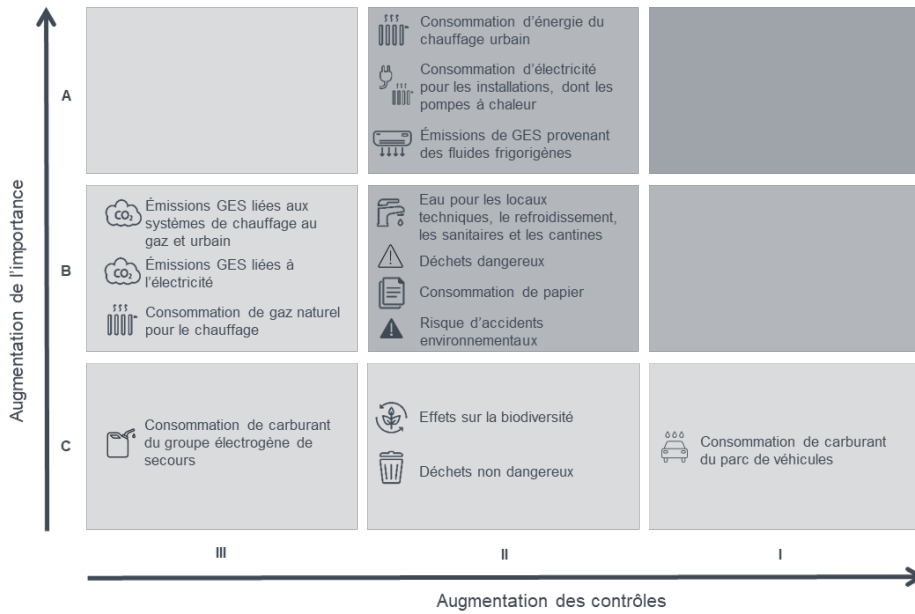 Augmentation de l'importance
A
Consommation d'énergie du
chauffage urbain
Consommation d'électricité
pour les installations, dont les
pompes à chaleur
Émissions de GES provenant
des fluides frigorigènes
B
CO₂
Émissions GES liées aux
systèmes de chauffage au
gaz et urbain
CO₂
Émissions GES liées à
l'électricité
Consommation de gaz naturel
pour le chauffage
Eau pour les locaux
techniques, le refroidissement,
les sanitaires et les cantines
Déchets dangereux
Consommation de papier
Risque d'accidents
environnementaux
C
Consommation de carburant
du groupe électrogène de
secours
Effets sur la biodiversité
Déchets non dangereux
Consommation de carburant
du parc de véhicules
III
II
I
Augmentation des contrôles